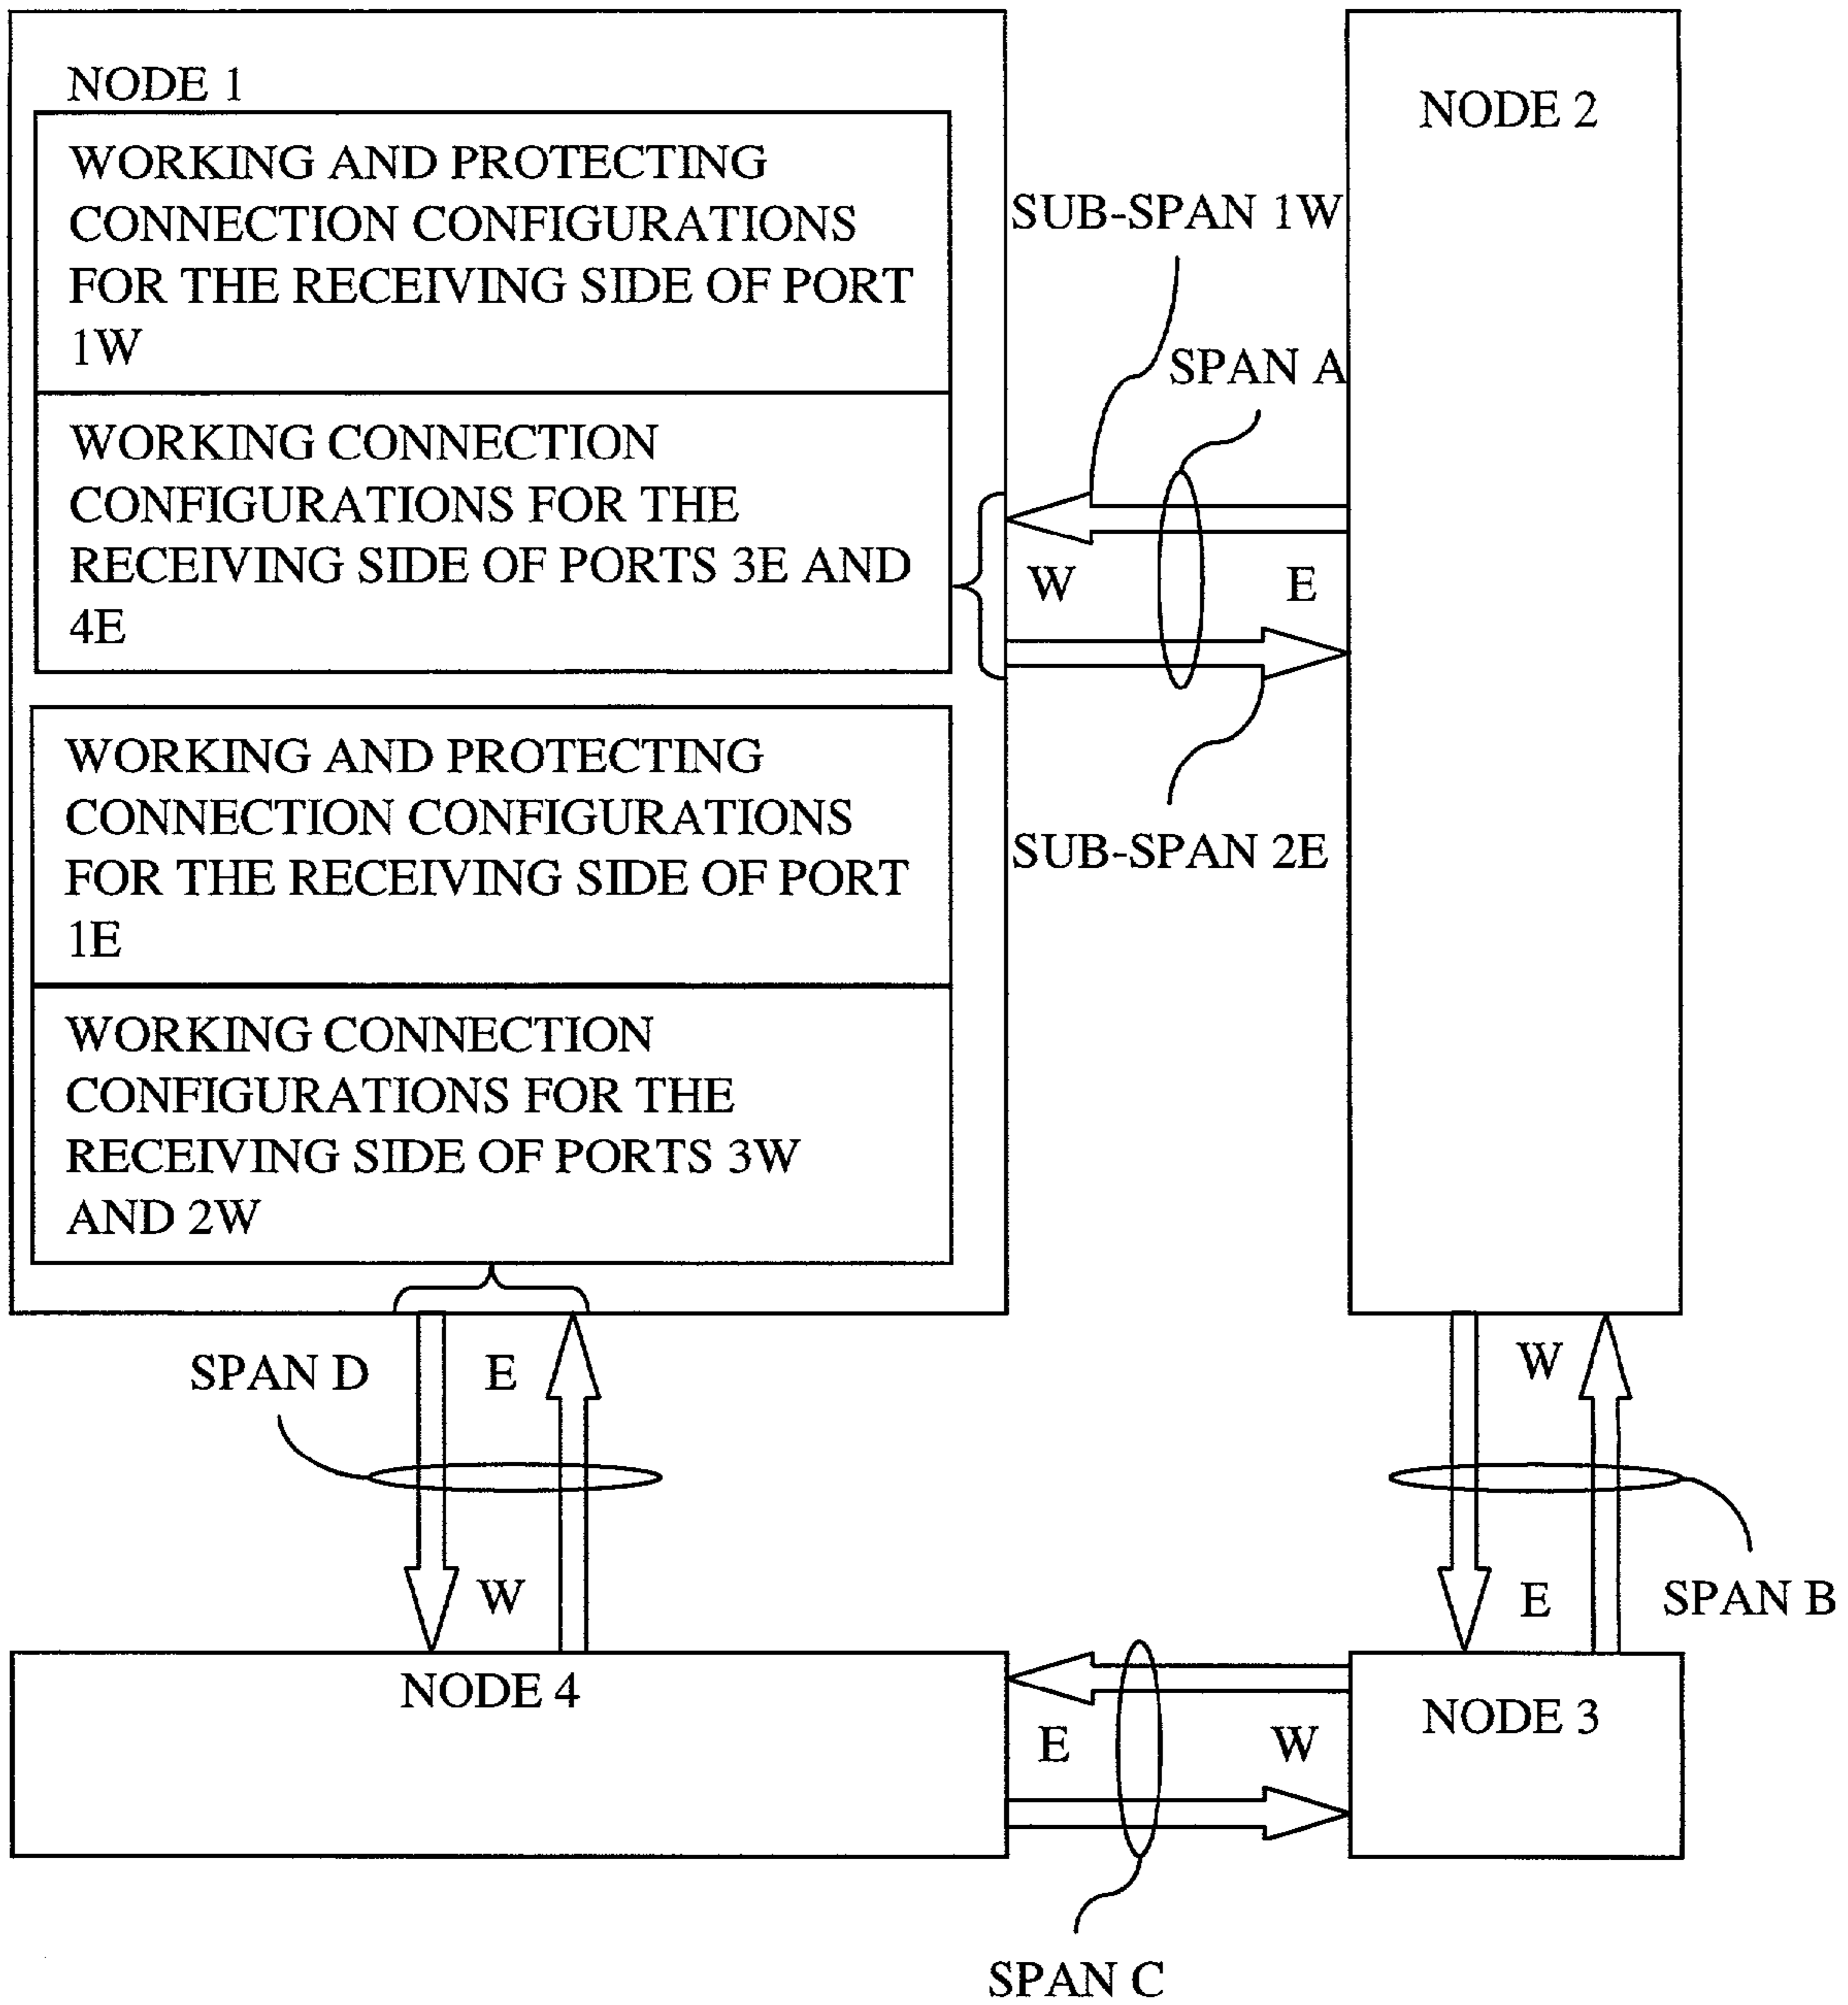 NODE 1
WORKING AND PROTECTING
CONNECTION CONFIGURATIONS
FOR THE RECEIVING SIDE OF PORT
1W
WORKING CONNECTION
CONFIGURATIONS FOR THE
RECEIVING SIDE OF PORTS 3E AND
4E
WORKING AND PROTECTING
CONNECTION CONFIGURATIONS
FOR THE RECEIVING SIDE OF PORT
1E
WORKING CONNECTION
CONFIGURATIONS FOR THE
RECEIVING SIDE OF PORTS 3W
AND 2W
SUB-SPAN 1W
SPAN A
W
E
SUB-SPAN 2E
NODE 2
SPAN D
E
W
W
E
SPAN B
NODE 4
E
W
NODE 3
SPAN C